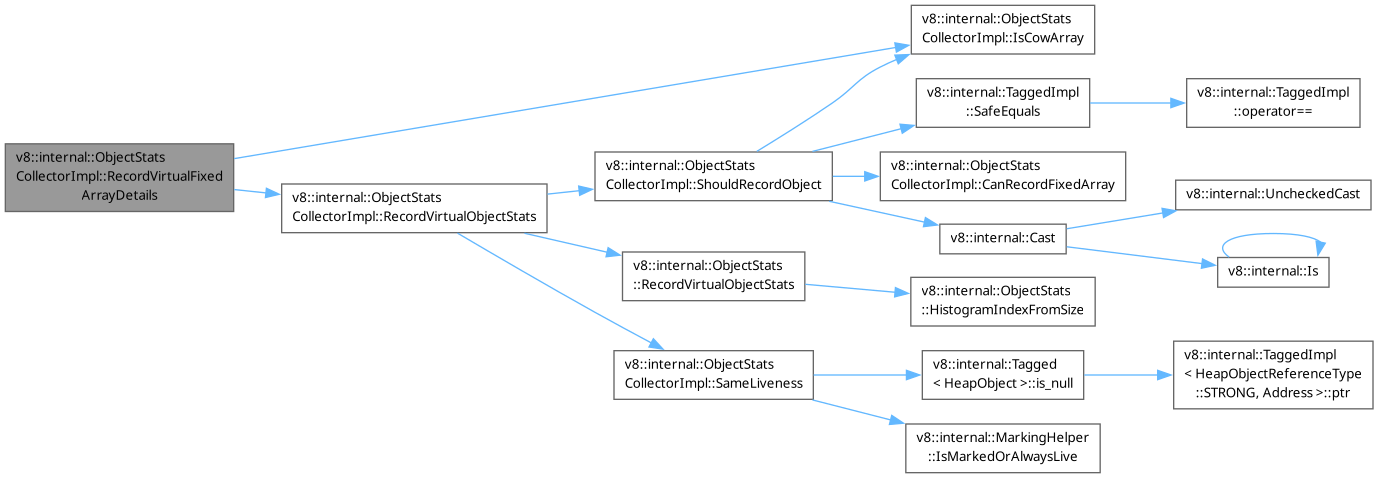 v8::internal::ObjectStats
CollectorImpl::RecordVirtualFixed
ArrayDetails
v8::internal::ObjectStats
CollectorImpl::IsCowArray
v8::internal::ObjectStats
CollectorImpl::RecordVirtualObjectStats
v8::internal::ObjectStats
CollectorImpl::ShouldRecordObject
v8::internal::TaggedImpl
::SafeEquals
v8::internal::TaggedImpl
::operator==
v8::internal::ObjectStats
CollectorImpl::CanRecordFixedArray
v8::internal::Cast
v8::internal::UncheckedCast
v8::internal::Is
v8::internal::ObjectStats
::RecordVirtualObjectStats
v8::internal::ObjectStats
::HistogramIndexFromSize
v8::internal::ObjectStats
CollectorImpl::SameLiveness
v8::internal::Tagged
< HeapObject >::is_null
v8::internal::TaggedImpl
< HeapObjectReferenceType
::STRONG, Address >::ptr
v8::internal::MarkingHelper
::IsMarkedOrAlwaysLive